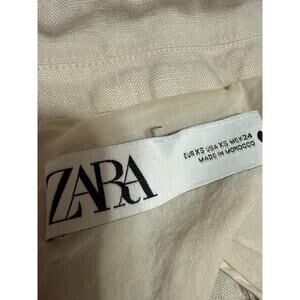 ZARA
EUR XS USA XS MEX 24
MADE IN MOROCCO